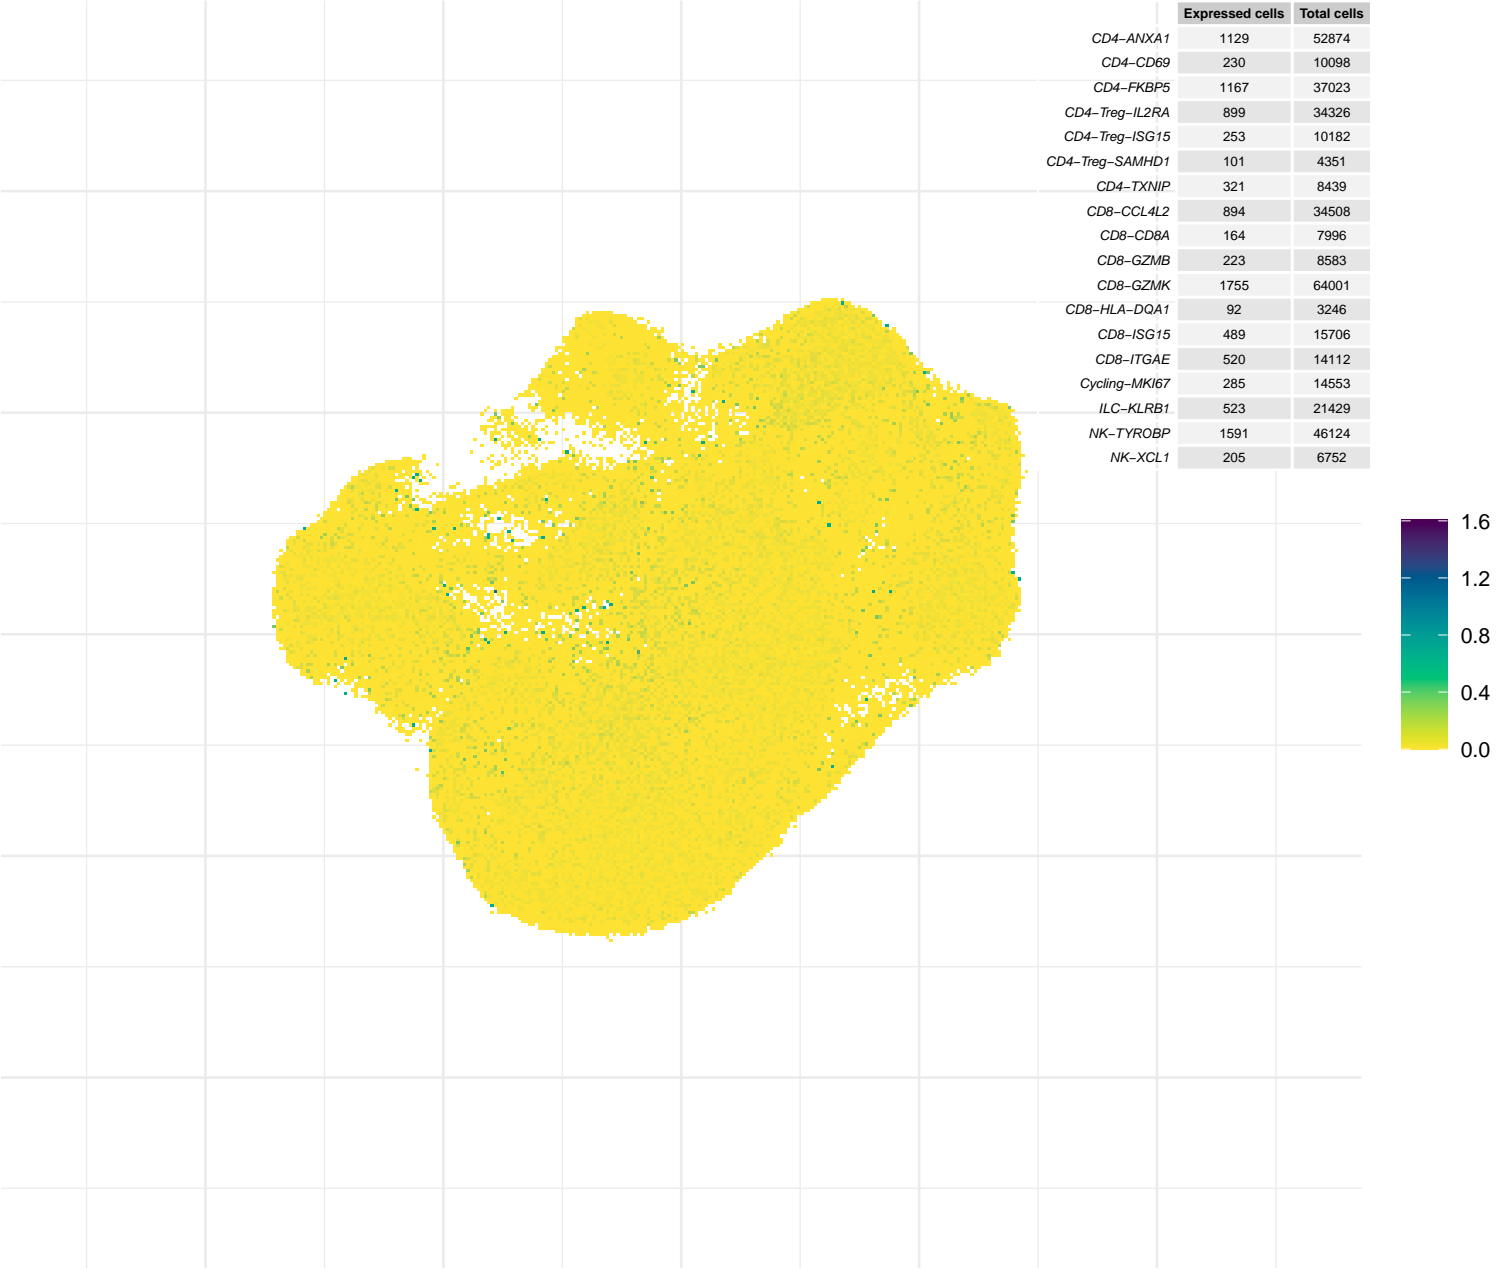 Expressed cells Total cells
CD4−ANXA1 1129 52874
CD4−CD69 230 10098
CD4−FKBP5 1167 37023
CD4−Treg−IL2RA 899 34326
CD4−Treg−ISG15 253 10182
CD4−Treg−SAMHD1 101 4351
CD4−TXNIP 321 8439
CD8−CCL4L2 894 34508
CD8−CD8A 164 7996
CD8−GZMB 223 8583
CD8−GZMK 1755 64001
CD8−HLA−DQA1 92 3246
CD8−ISG15 489 15706
CD8−ITGAE 520 14112
Cycling−MKI67 285 14553
ILC−KLRB1 523 21429
NK−TYROBP 1591 46124
NK−XCL1 205 6752
1.6
1.2
0.8
0.4
0.0